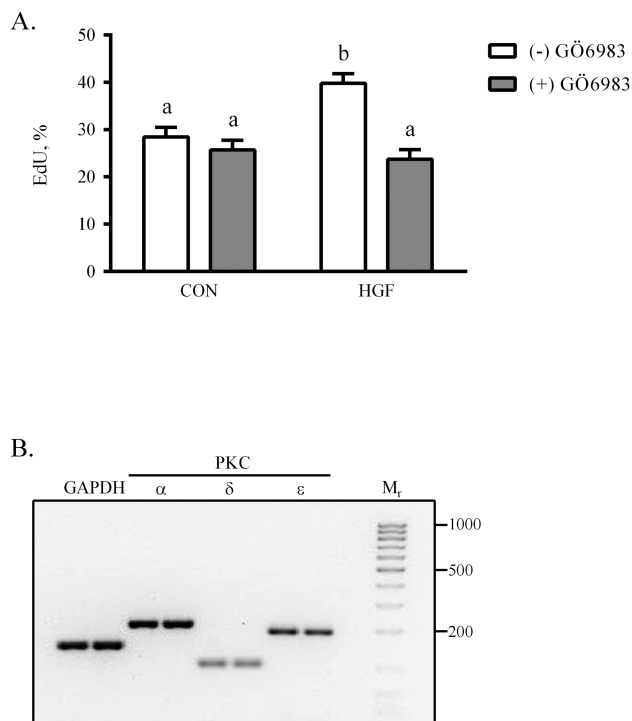 A.
(-) GÖ6983
(+) GÖ6983
EdU, %
50
40
30
20
10
0
a
a
b
a
CON
HGF
B.
PKC
GAPDH α δ ε Mr
1000
500
200